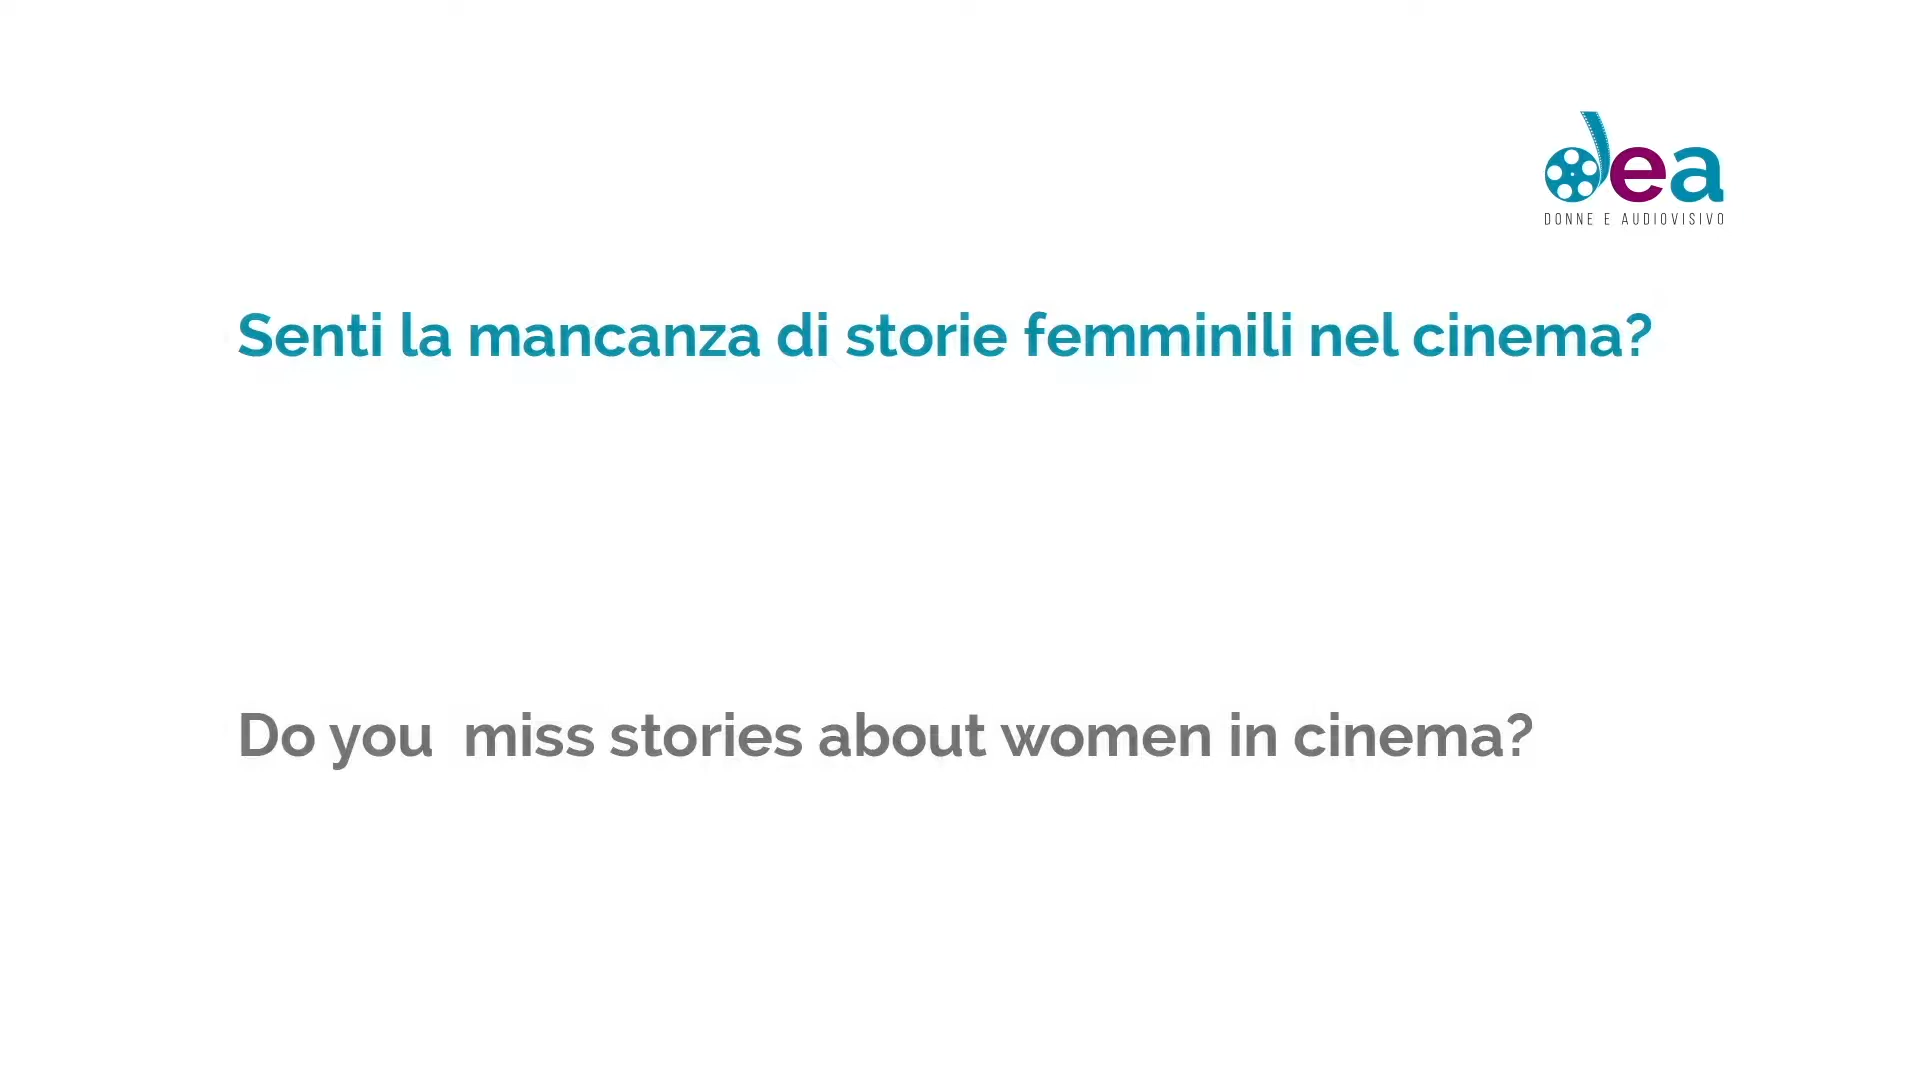 dea
DONNE E AUDIOVISIVO
Senti la mancanza di storie femminili nel cinema?
Do you  miss stories about women in cinema?